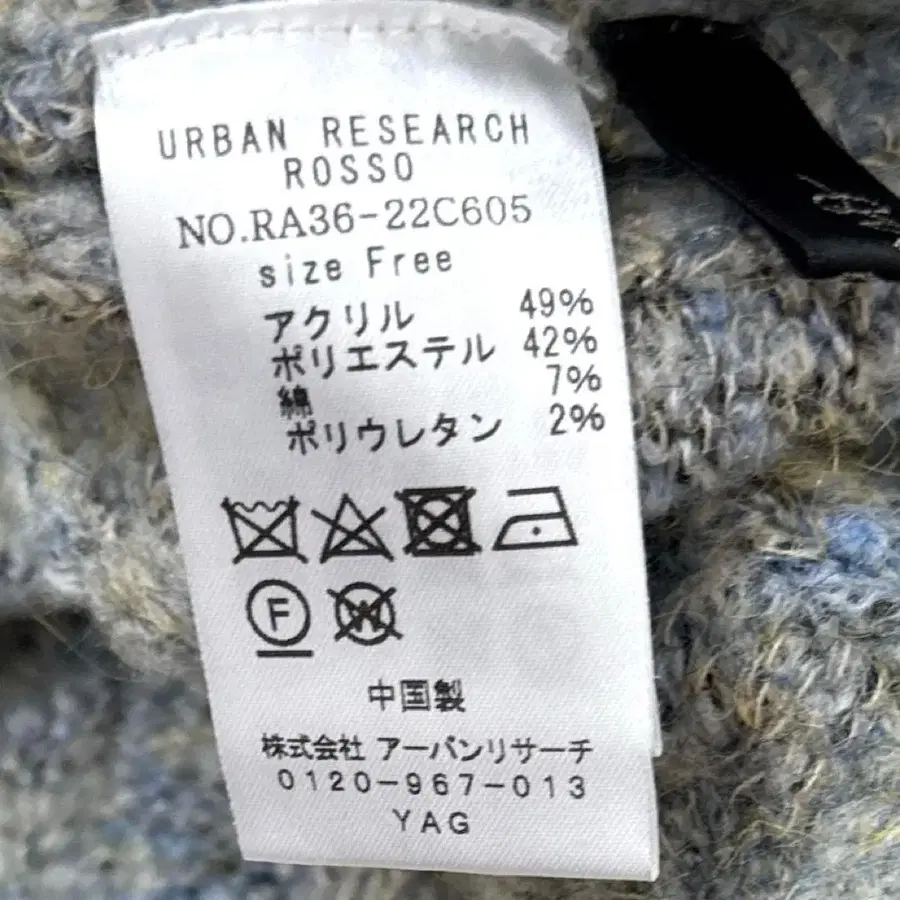 URBAN RESEARCH
ROSSO
NO.RA36-22C605
size Free
アクリル 49%
ポリエステル 42%
綿 7%
ポリウレタン 2%
F
W
中国製
株式会社 アーバンリサーチ
0120-967-013
YAG